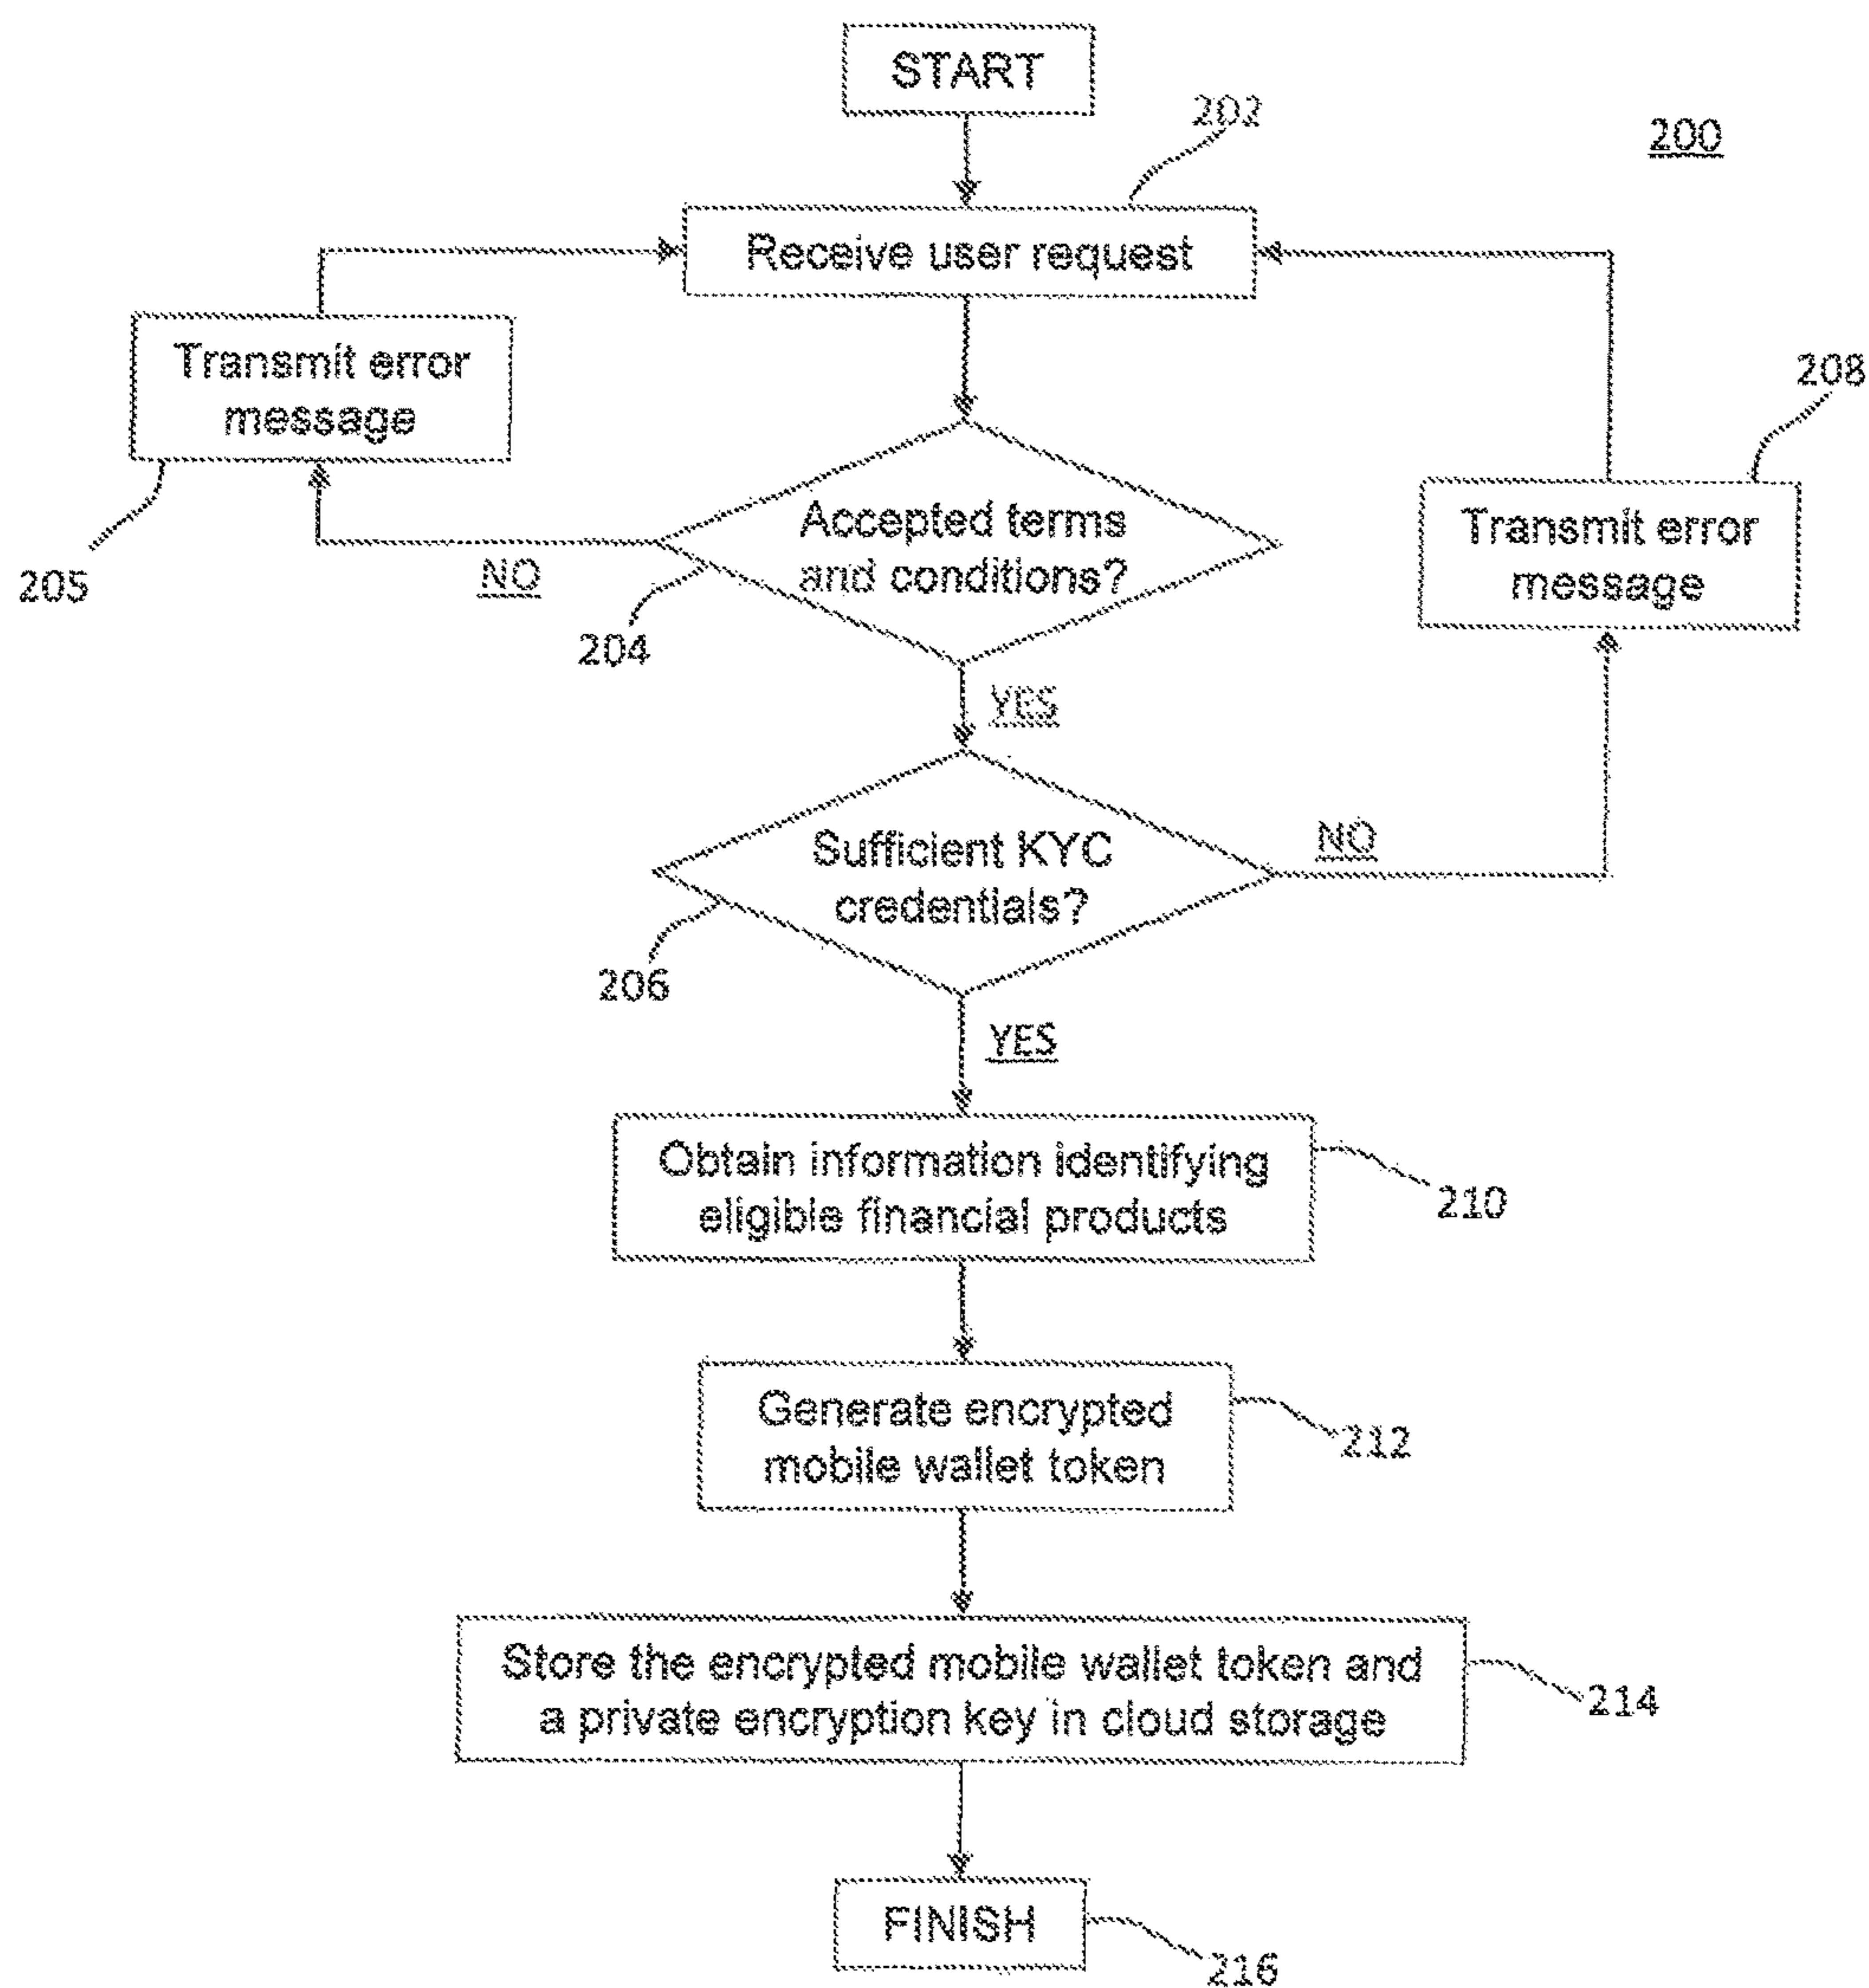 START
202
200
Receive user request
Transmit error
message
205
208
Transmit error
message
Accepted terms
and conditions?
NO
204
YES
Sufficient KYC
credentials?
NO
206
YES
Obtain information identifying
eligible financial products
210
Generate encrypted
mobile wallet token
212
Store the encrypted mobile wallet token and
a private encryption key in cloud storage
214
FINISH
216